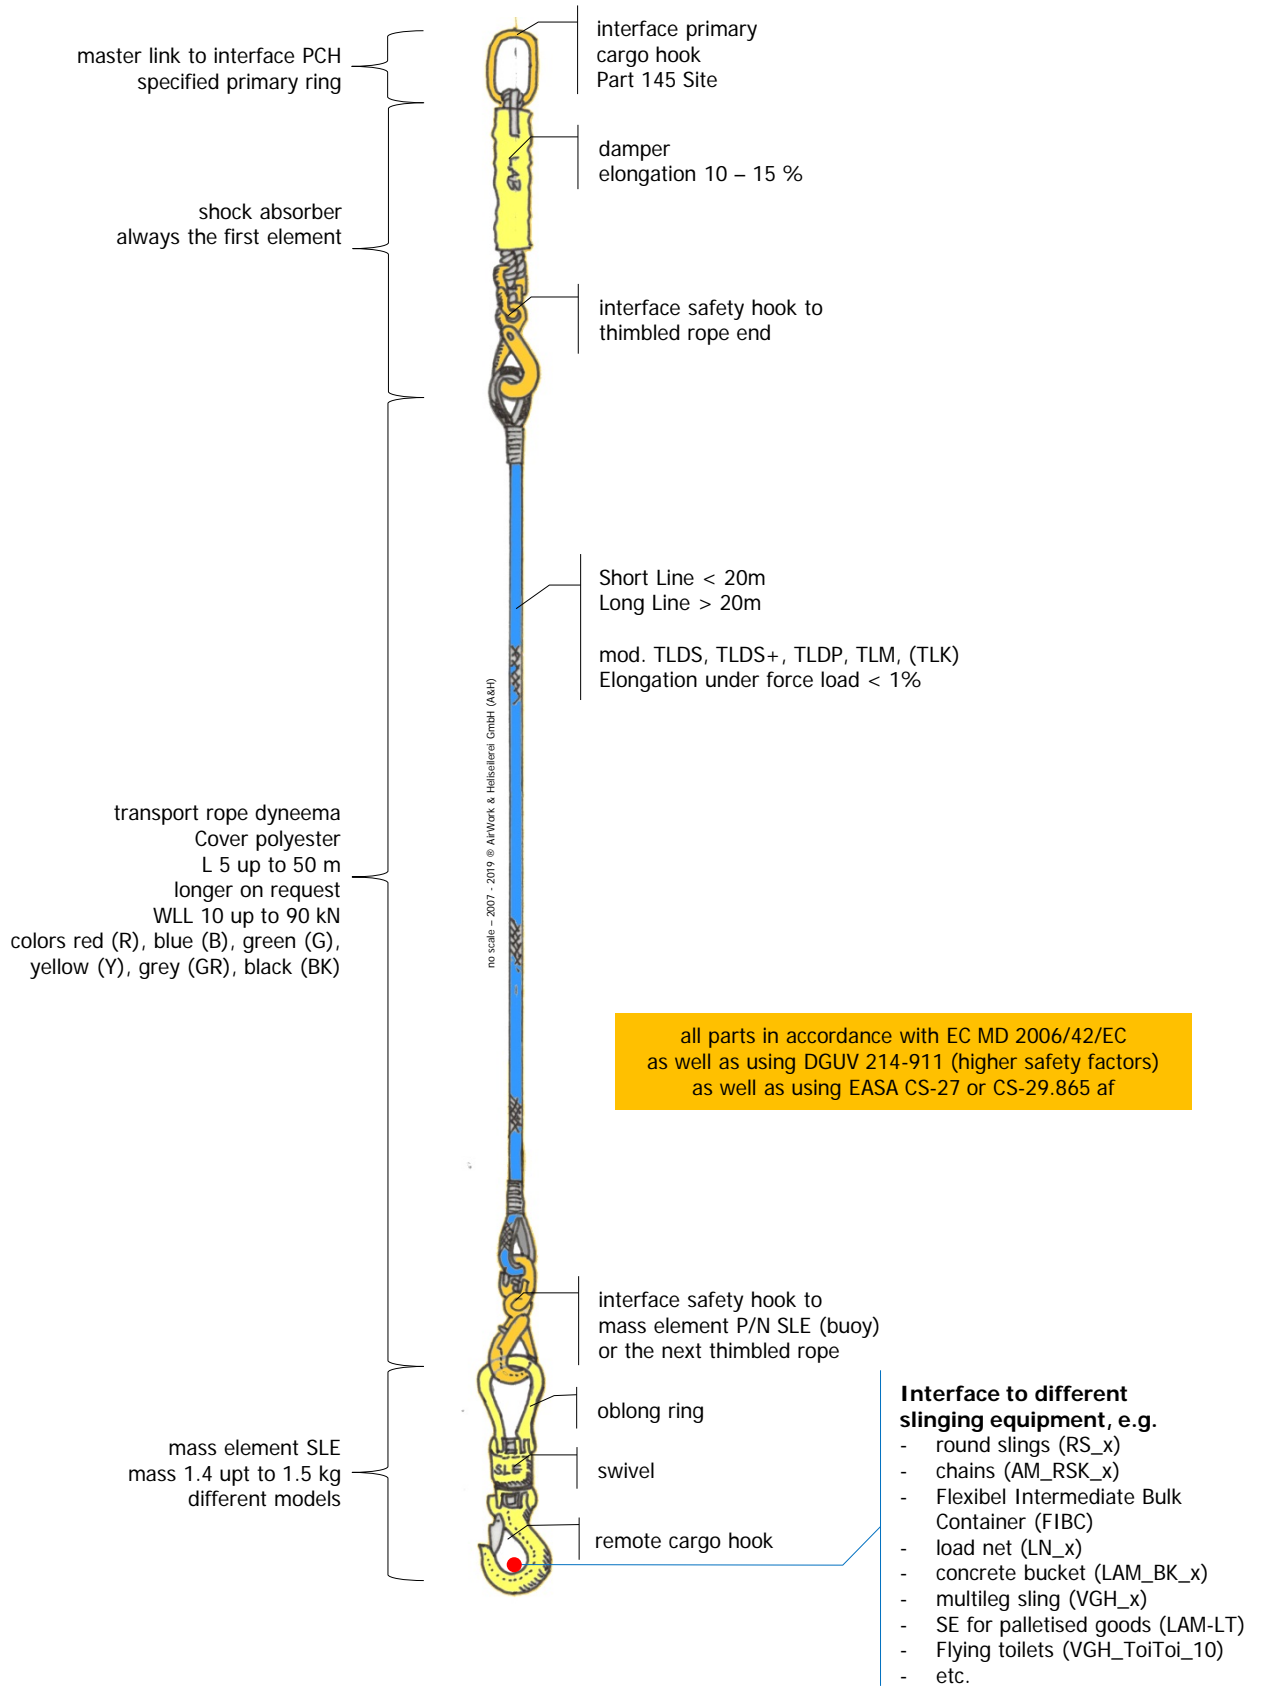 master link to interface PCH
specified primary ring
interface primary
cargo hook
Part 145 Site
LAB
damper
elongation 10 – 15 %
shock absorber
always the first element
interface safety hook to
thimbled rope end
Short Line < 20m
Long Line > 20m
mod. TLDS, TLDS+, TLDP, TLM, (TLK)
Elongation under force load < 1%
no scale – 2007 - 2019 ® AirWork & Heliseilerei GmbH (A&H)
transport rope dyneema
Cover polyester
L 5 up to 50 m
longer on request
WLL 10 up to 90 kN
colors red (R), blue (B), green (G),
yellow (Y), grey (GR), black (BK)
all parts in accordance with EC MD 2006/42/EC
as well as using DGUV 214-911 (higher safety factors)
as well as using EASA CS-27 or CS-29.865 af
interface safety hook to
mass element P/N SLE (buoy)
or the next thimbled rope
oblong ring
mass element SLE
mass 1.4 upt to 1.5 kg
different models
SLE
swivel
remote cargo hook
Interface to different
slinging equipment, e.g.
- round slings (RS_x)
- chains (AM_RSK_x)
- Flexibel Intermediate Bulk
Container (FIBC)
- load net (LN_x)
- concrete bucket (LAM_BK_x)
- multileg sling (VGH_x)
- SE for palletised goods (LAM-LT)
- Flying toilets (VGH_ToiToi_10)
- etc.